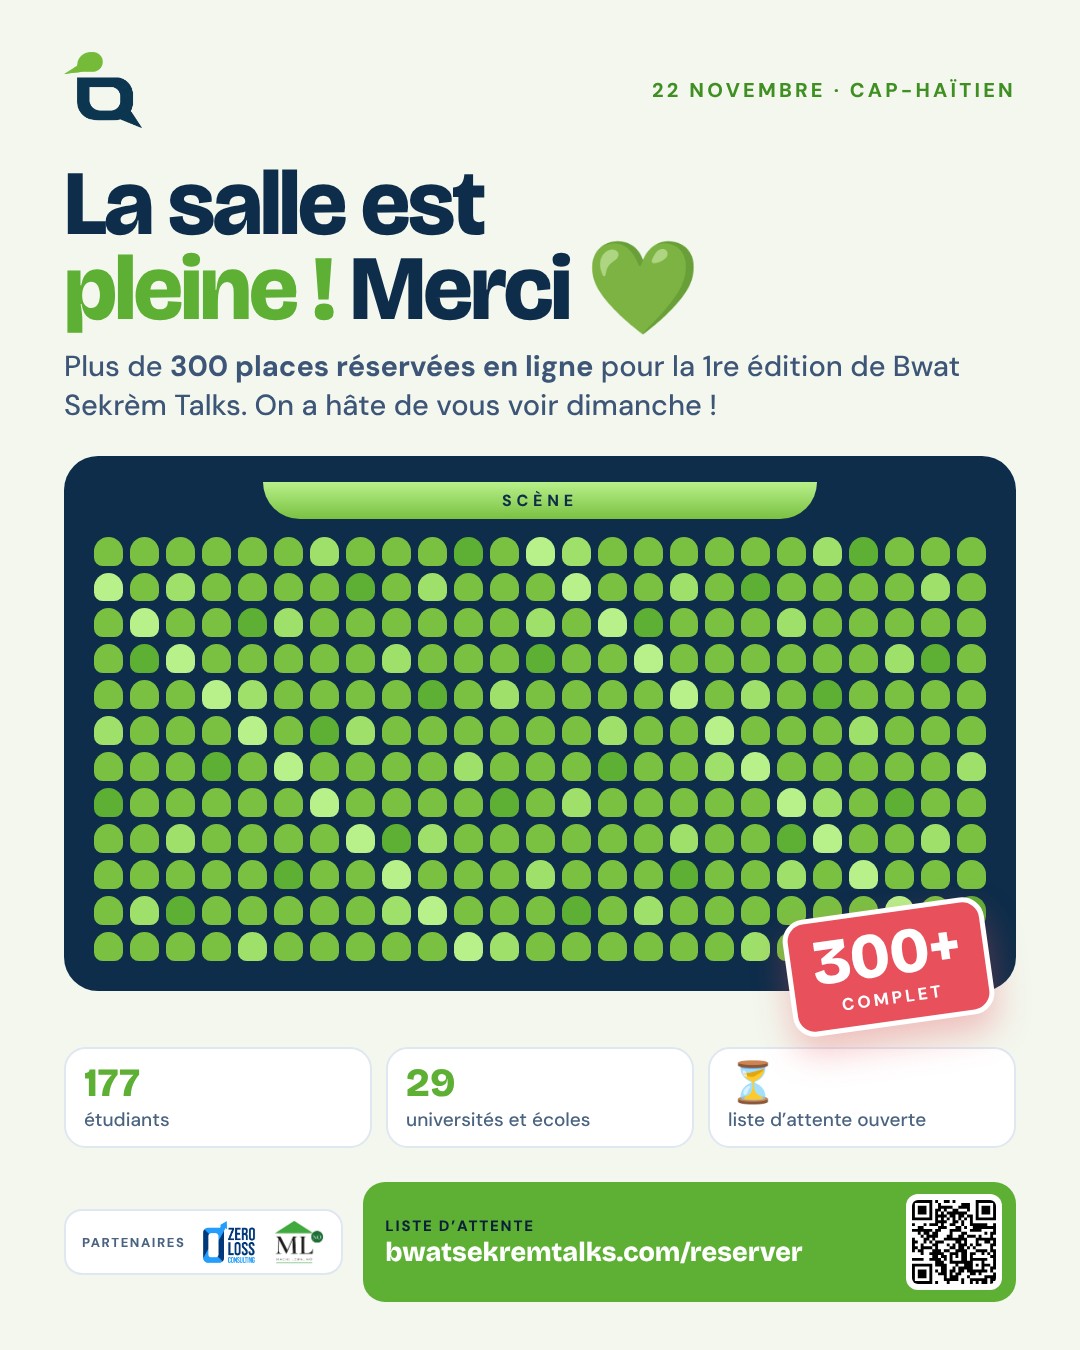 22 NOVEMBRE · CAP-HAÏTIEN
La salle est
pleine ! Merci 💚
Plus de 300 places réservées en ligne pour la 1re édition de Bwat
Sekrèm Talks. On a hâte de vous voir dimanche !
SCÈNE
300+
COMPLET
177
étudiants
29
universités et écoles
⏳
liste d’attente ouverte
PARTENAIRES
ZERO
LOSS
CONSULTING
ML
LISTE D’ATTENTE
bwatsekremtalks.com/reserver